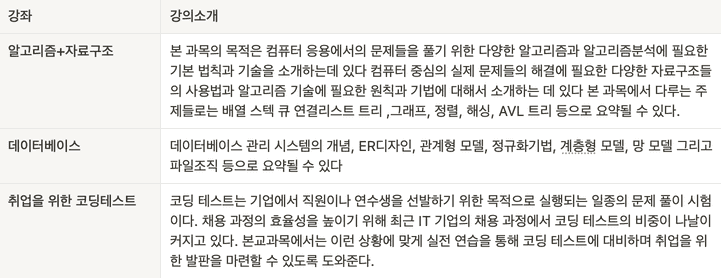 강좌 강의소개
알고리즘+자료구조 본 과목의 목적은 컴퓨터 응용에서의 문제들을 풀기 위한 다양한 알고리즘과 알고리즘분석에 필요한
기본 법칙과 기술을 소개하는데 있다 컴퓨터 중심의 실제 문제들의 해결에 필요한 다양한 자료구조들
의 사용법과 알고리즘 기술에 필요한 원칙과 기법에 대해서 소개하는 데 있다 본 과목에서 다루는 주
제들로는 배열 스텍 큐 연결리스트 트리 ,그래프, 정렬, 해싱, AVL 트리 등으로 요약될 수 있다.
데이터베이스 데이터베이스 관리 시스템의 개념, ER디자인, 관계형 모델, 정규화기법, 계층형 모델, 망 모델 그리고
파일조직 등으로 요약될 수 있다
취업을 위한 코딩테스트 코딩 테스트는 기업에서 직원이나 연수생을 선발하기 위한 목적으로 실행되는 일종의 문제 풀이 시험
이다. 채용 과정의 효율성을 높이기 위해 최근 IT 기업의 채용 과정에서 코딩 테스트의 비중이 나날이
커지고 있다. 본교과목에서는 이런 상황에 맞게 실전 연습을 통해 코딩 테스트에 대비하며 취업을 위
한 발판을 마련할 수 있도록 도와준다.